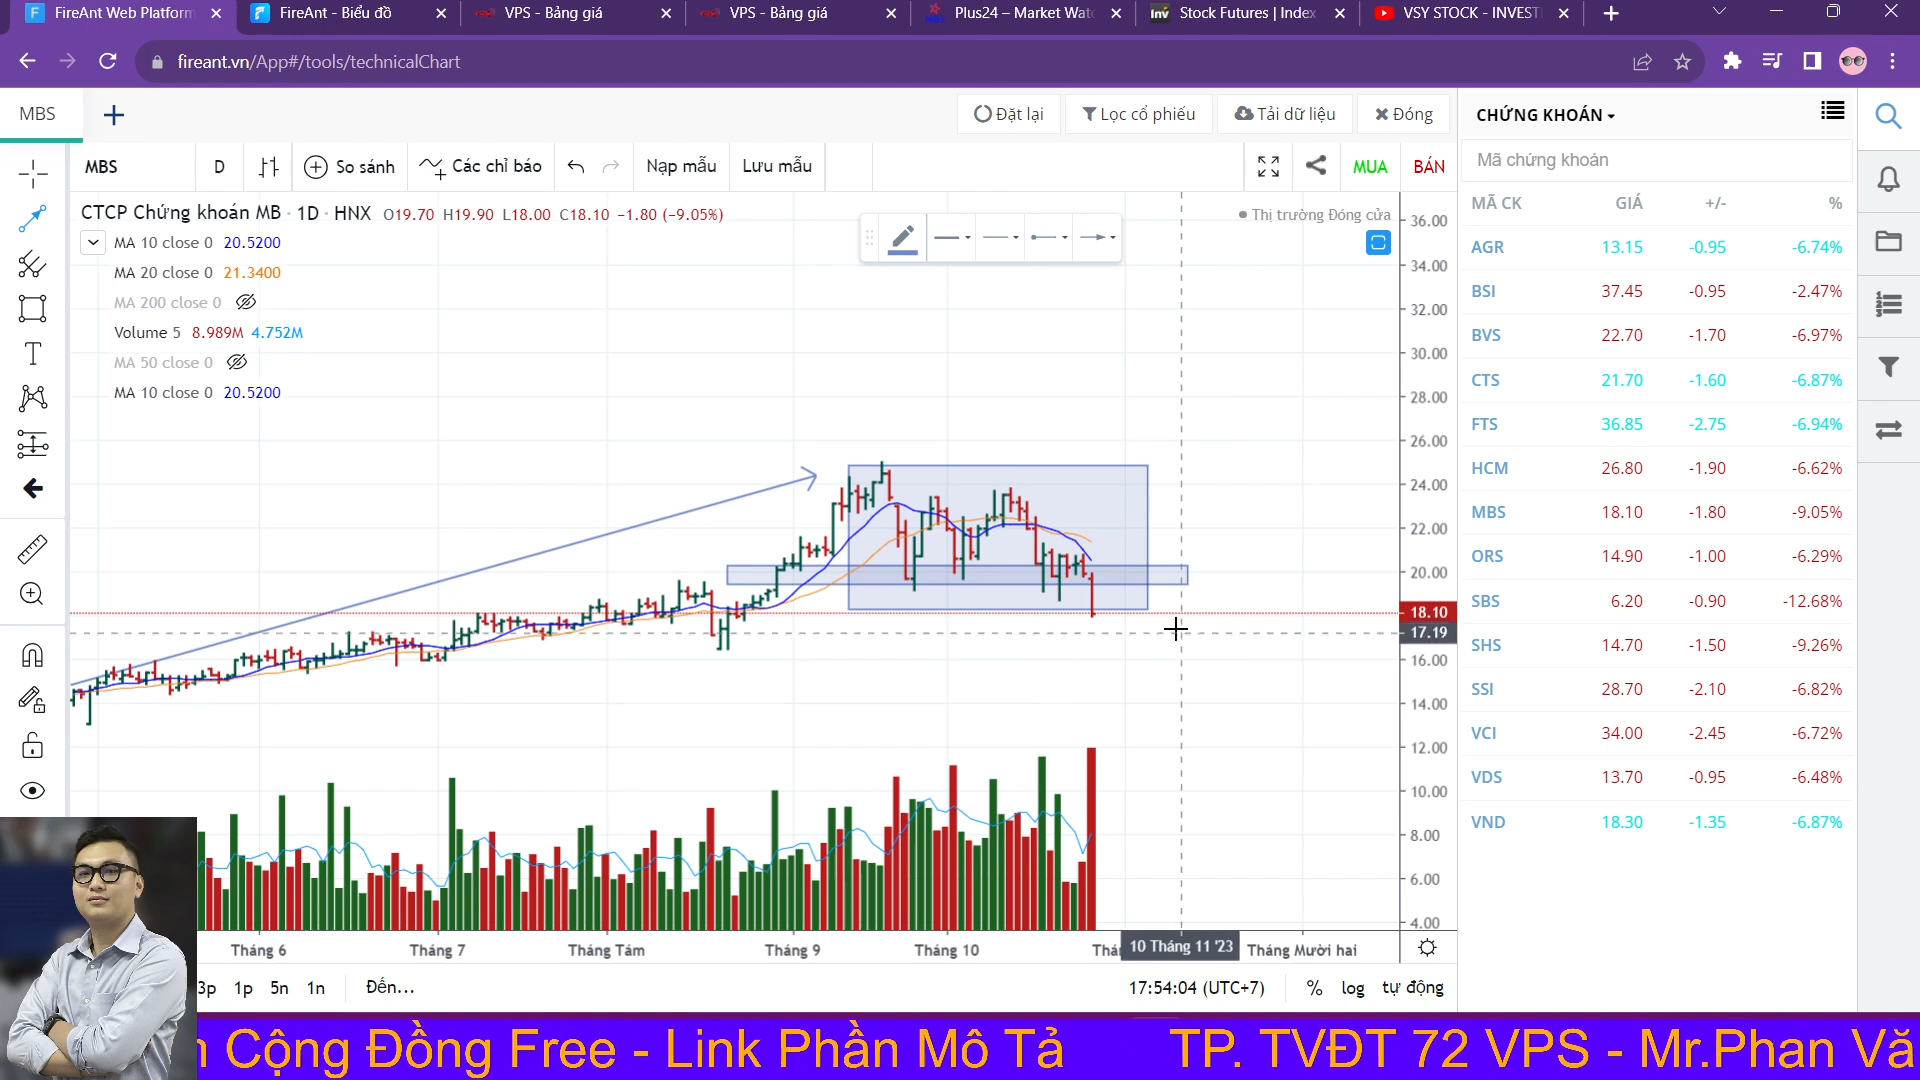 FireAnt Web Platform
FireAnt - Biểu đồ
VPS - Bảng giá
VPS - Bảng giá
Plus24 – Market Wat
Stock Futures | Index
VSY STOCK - INVEST
fireant.vn/App#/tools/technicalChart
MBS
Đặt lại
Lọc cổ phiếu
Tải dữ liệu
Đóng
MBS
D
So sánh
Các chỉ báo
Nạp mẫu
Lưu mẫu
MUA
BÁN
CTCP Chứng khoán MB · 1D · HNX O19.70 H19.90 L18.00 C18.10 −1.80 (−9.05%)
Thị trường Đóng cửa
MA 10 close 0 20.5200
MA 20 close 0 21.3400
MA 200 close 0
Volume 5 8.989M 4.752M
MA 50 close 0
MA 10 close 0 20.5200
36.00
34.00
32.00
30.00
28.00
26.00
24.00
22.00
20.00
18.10
17.19
16.00
14.00
12.00
10.00
8.00
6.00
4.00
Tháng 6
Tháng 7
Tháng Tám
Tháng 9
Tháng 10
10 Tháng 11 '23
Tháng Mười hai
3p 1p 5n 1n
Đến...
17:54:04 (UTC+7)
%
log
tự động
CHỨNG KHOÁN
Mã chứng khoán
MÃ CK GIÁ +/- %
AGR 13.15 -0.95 -6.74%
BSI 37.45 -0.95 -2.47%
BVS 22.70 -1.70 -6.97%
CTS 21.70 -1.60 -6.87%
FTS 36.85 -2.75 -6.94%
HCM 26.80 -1.90 -6.62%
MBS 18.10 -1.80 -9.05%
ORS 14.90 -1.00 -6.29%
SBS 6.20 -0.90 -12.68%
SHS 14.70 -1.50 -9.26%
SSI 28.70 -2.10 -6.82%
VCI 34.00 -2.45 -6.72%
VDS 13.70 -0.95 -6.48%
VND 18.30 -1.35 -6.87%
Cộng Đồng Free - Link Phần Mô Tả TP. TVĐT 72 VPS - Mr.Phan Vă